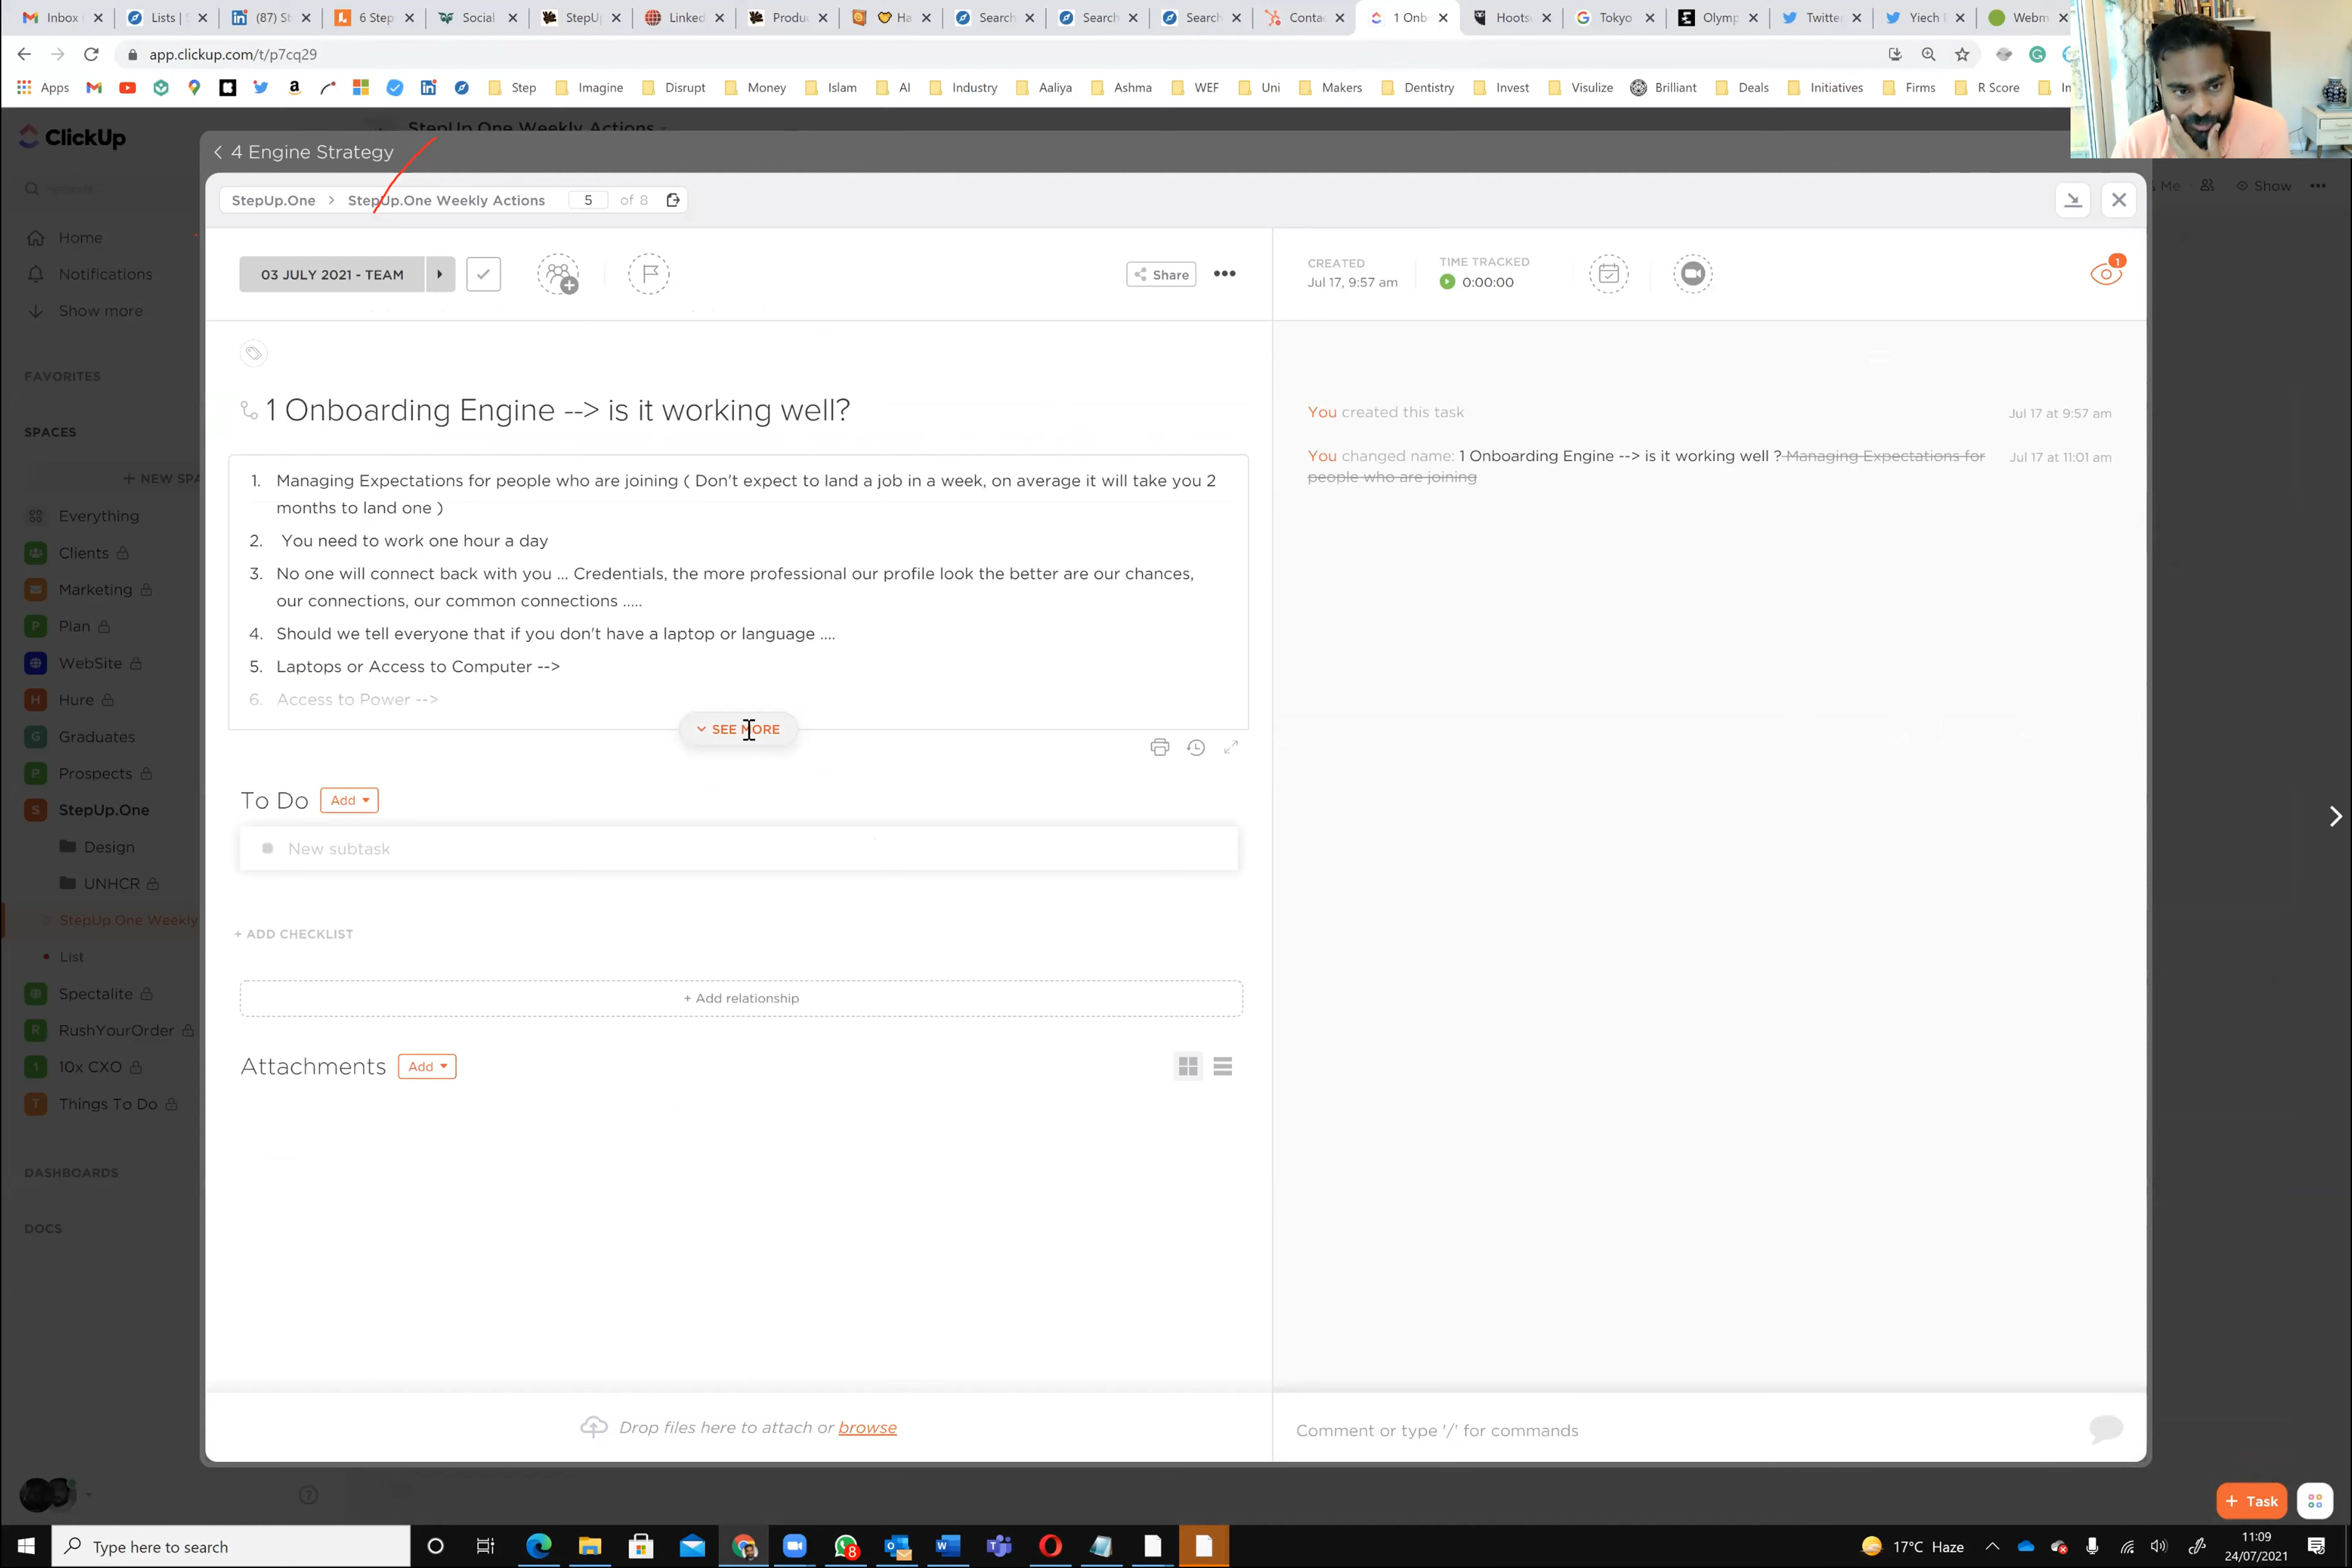 Inbox
Lists |
(87) St
6 Step
Social
StepU
Linked
Produ
Ha
Search
Search
Search
Contac
1 Onb
Hoots
Tokyo
Olymp
Twitte
Yiech
Webm
app.clickup.com/t/p7cq29
Apps
Step
Imagine
Disrupt
Money
Islam
AI
Industry
Aaliya
Ashma
WEF
Uni
Makers
Dentistry
Invest
Visulize
Brilliant
Deals
Initiatives
Firms
R Score
ClickUp
StepUp.One Weekly Actions
4 Engine Strategy
StepUp.One > StepUp.One Weekly Actions 5 of 8
Me
Show
Home
Notifications
Show more
FAVORITES
SPACES
+ NEW SPA
Everything
Clients
Marketing
P Plan
WebSite
H Hure
G Graduates
P Prospects
S StepUp.One
Design
UNHCR
StepUp.One Weekly
List
Spectalite
R RushYourOrder
1 10x CXO
T Things To Do
DASHBOARDS
DOCS
03 JULY 2021 - TEAM
Share
CREATED
Jul 17, 9:57 am
TIME TRACKED
0:00:00
1
1 Onboarding Engine --> is it working well?
1. Managing Expectations for people who are joining ( Don't expect to land a job in a week, on average it will take you 2
months to land one )
2. You need to work one hour a day
3. No one will connect back with you ... Credentials, the more professional our profile look the better are our chances,
our connections, our common connections .....
4. Should we tell everyone that if you don't have a laptop or language ....
5. Laptops or Access to Computer -->
6. Access to Power -->
SEE MORE
To Do Add
New subtask
+ ADD CHECKLIST
+ Add relationship
Attachments Add
Drop files here to attach or browse
You created this task
Jul 17 at 9:57 am
You changed name: 1 Onboarding Engine --> is it working well ? Managing Expectations for
people who are joining
Jul 17 at 11:01 am
Comment or type '/' for commands
+ Task
Type here to search
8
17°C Haze
11:09
24/07/2021